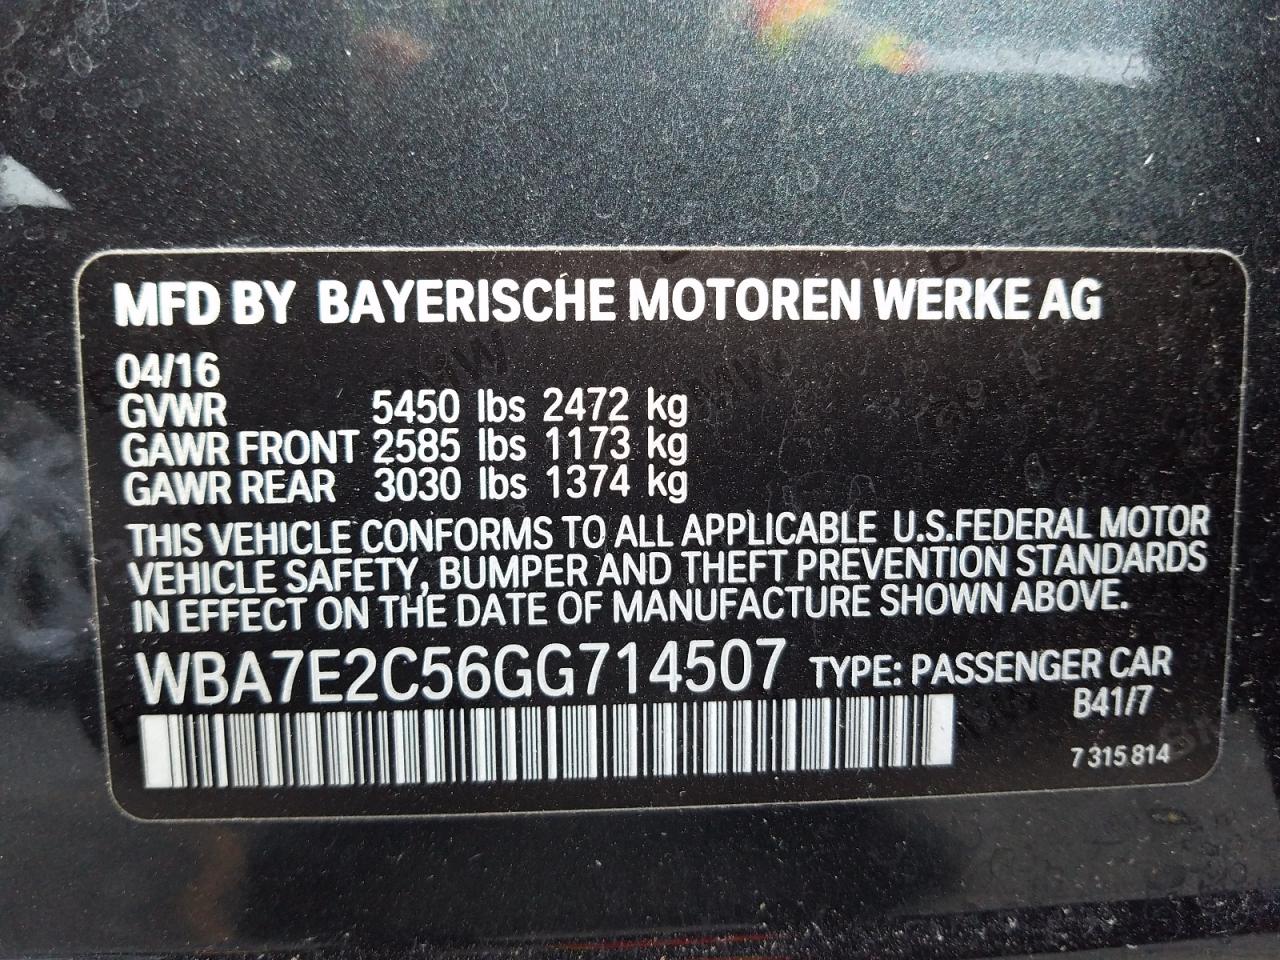 MFD BY BAYERISCHE MOTOREN WERKE AG
04/16
GVWR 5450 lbs 2472 kg
GAWR FRONT 2585 lbs 1173 kg
GAWR REAR 3030 lbs 1374 kg
THIS VEHICLE CONFORMS TO ALL APPLICABLE U.S.FEDERAL MOTOR
VEHICLE SAFETY, BUMPER AND THEFT PREVENTION STANDARDS
IN EFFECT ON THE DATE OF MANUFACTURE SHOWN ABOVE.
WBA7E2C56GG714507 TYPE: PASSENGER CAR
B41/7
7 315 814